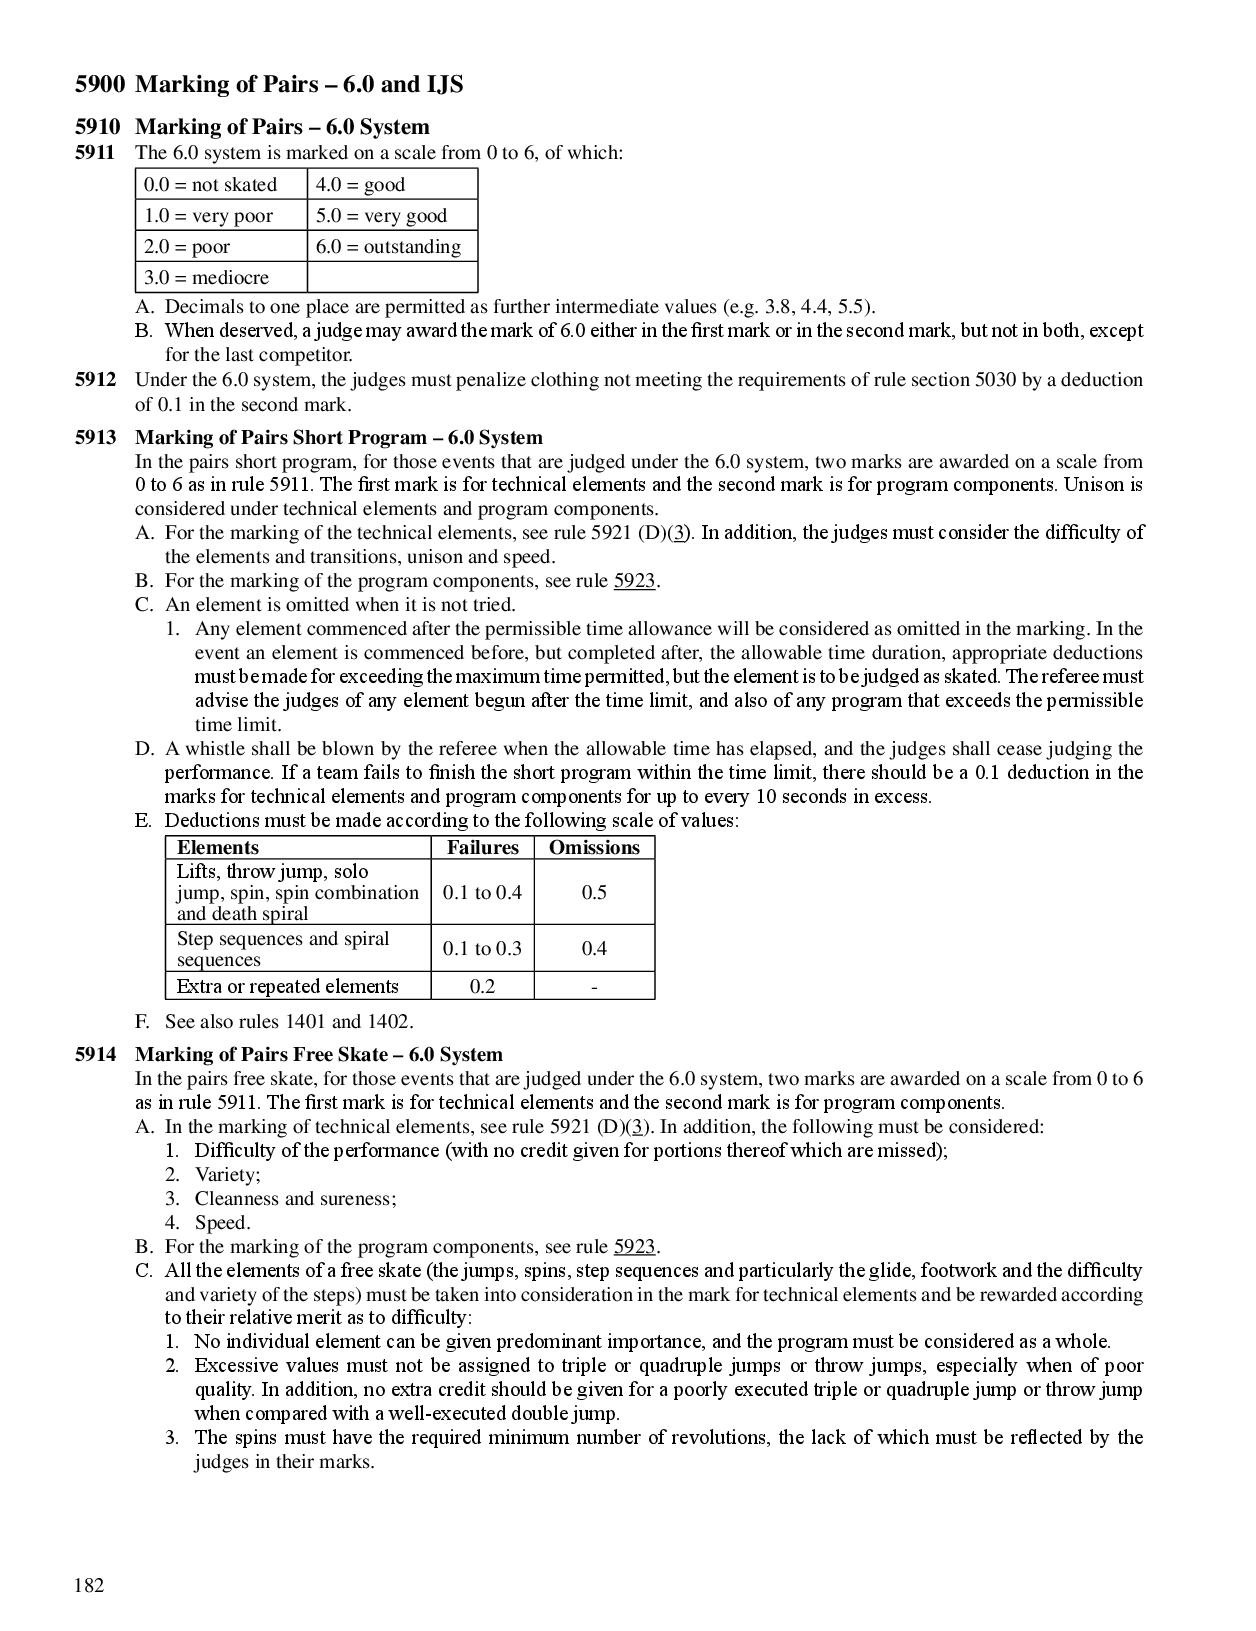 5900 Marking of Pairs – 6.0 and IJS
5910 Marking of Pairs – 6.0 System
5911 The 6.0 system is marked on a scale from 0 to 6, of which:
0.0 = not skated 4.0 = good
1.0 = very poor 5.0 = very good
2.0 = poor 6.0 = outstanding
3.0 = mediocre
A. Decimals to one place are permitted as further intermediate values (e.g. 3.8, 4.4, 5.5).
B. When deserved, a judge may award the mark of 6.0 either in the first mark or in the second mark, but not in both, except
for the last competitor.
5912 Under the 6.0 system, the judges must penalize clothing not meeting the requirements of rule section 5030 by a deduction
of 0.1 in the second mark.
5913 Marking of Pairs Short Program – 6.0 System
In the pairs short program, for those events that are judged under the 6.0 system, two marks are awarded on a scale from
0 to 6 as in rule 5911. The first mark is for technical elements and the second mark is for program components. Unison is
considered under technical elements and program components.
A. For the marking of the technical elements, see rule 5921 (D)(3). In addition, the judges must consider the difficulty of
the elements and transitions, unison and speed.
B. For the marking of the program components, see rule 5923.
C. An element is omitted when it is not tried.
1. Any element commenced after the permissible time allowance will be considered as omitted in the marking. In the
event an element is commenced before, but completed after, the allowable time duration, appropriate deductions
must be made for exceeding the maximum time permitted, but the element is to be judged as skated. The referee must
advise the judges of any element begun after the time limit, and also of any program that exceeds the permissible
time limit.
D. A whistle shall be blown by the referee when the allowable time has elapsed, and the judges shall cease judging the
performance. If a team fails to finish the short program within the time limit, there should be a 0.1 deduction in the
marks for technical elements and program components for up to every 10 seconds in excess.
E. Deductions must be made according to the following scale of values:
Elements Failures Omissions
Lifts, throw jump, solo
jump, spin, spin combination 0.1 to 0.4 0.5
and death spiral
Step sequences and spiral
sequences 0.1 to 0.3 0.4
Extra or repeated elements 0.2 -
F. See also rules 1401 and 1402.
5914 Marking of Pairs Free Skate – 6.0 System
In the pairs free skate, for those events that are judged under the 6.0 system, two marks are awarded on a scale from 0 to 6
as in rule 5911. The first mark is for technical elements and the second mark is for program components.
A. In the marking of technical elements, see rule 5921 (D)(3). In addition, the following must be considered:
1. Difficulty of the performance (with no credit given for portions thereof which are missed);
2. Variety;
3. Cleanness and sureness;
4. Speed.
B. For the marking of the program components, see rule 5923.
C. All the elements of a free skate (the jumps, spins, step sequences and particularly the glide, footwork and the difficulty
and variety of the steps) must be taken into consideration in the mark for technical elements and be rewarded according
to their relative merit as to difficulty:
1. No individual element can be given predominant importance, and the program must be considered as a whole.
2. Excessive values must not be assigned to triple or quadruple jumps or throw jumps, especially when of poor
quality. In addition, no extra credit should be given for a poorly executed triple or quadruple jump or throw jump
when compared with a well-executed double jump.
3. The spins must have the required minimum number of revolutions, the lack of which must be reflected by the
judges in their marks.
182